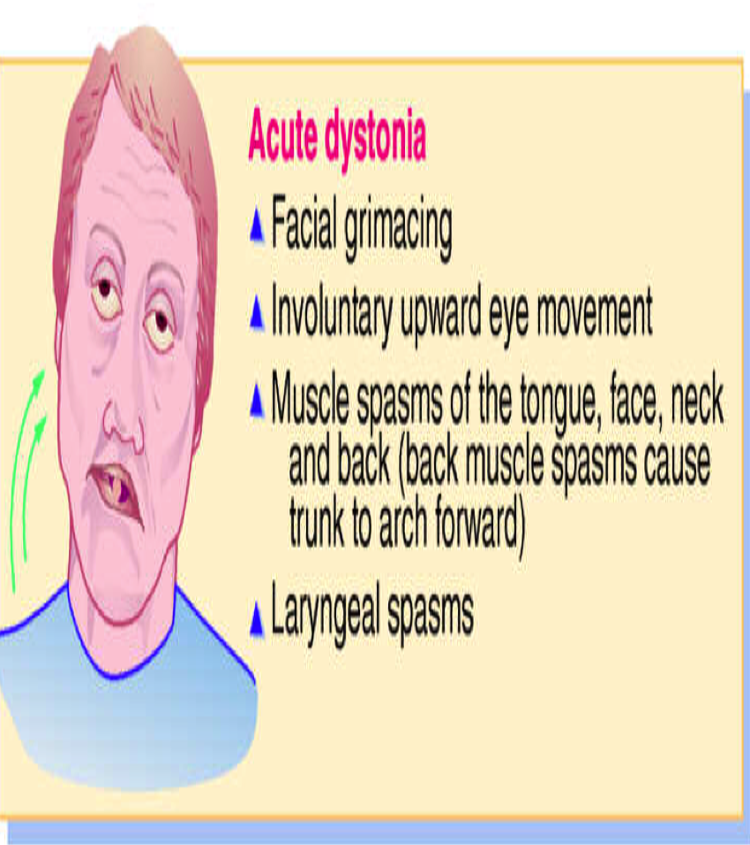 Acute dystonia
Facial grimacing
Involuntary upward eye movement
Muscle spasms of the tongue, face, neck
and back (back muscle spasms cause
trunk to arch forward)
Laryngeal spasms